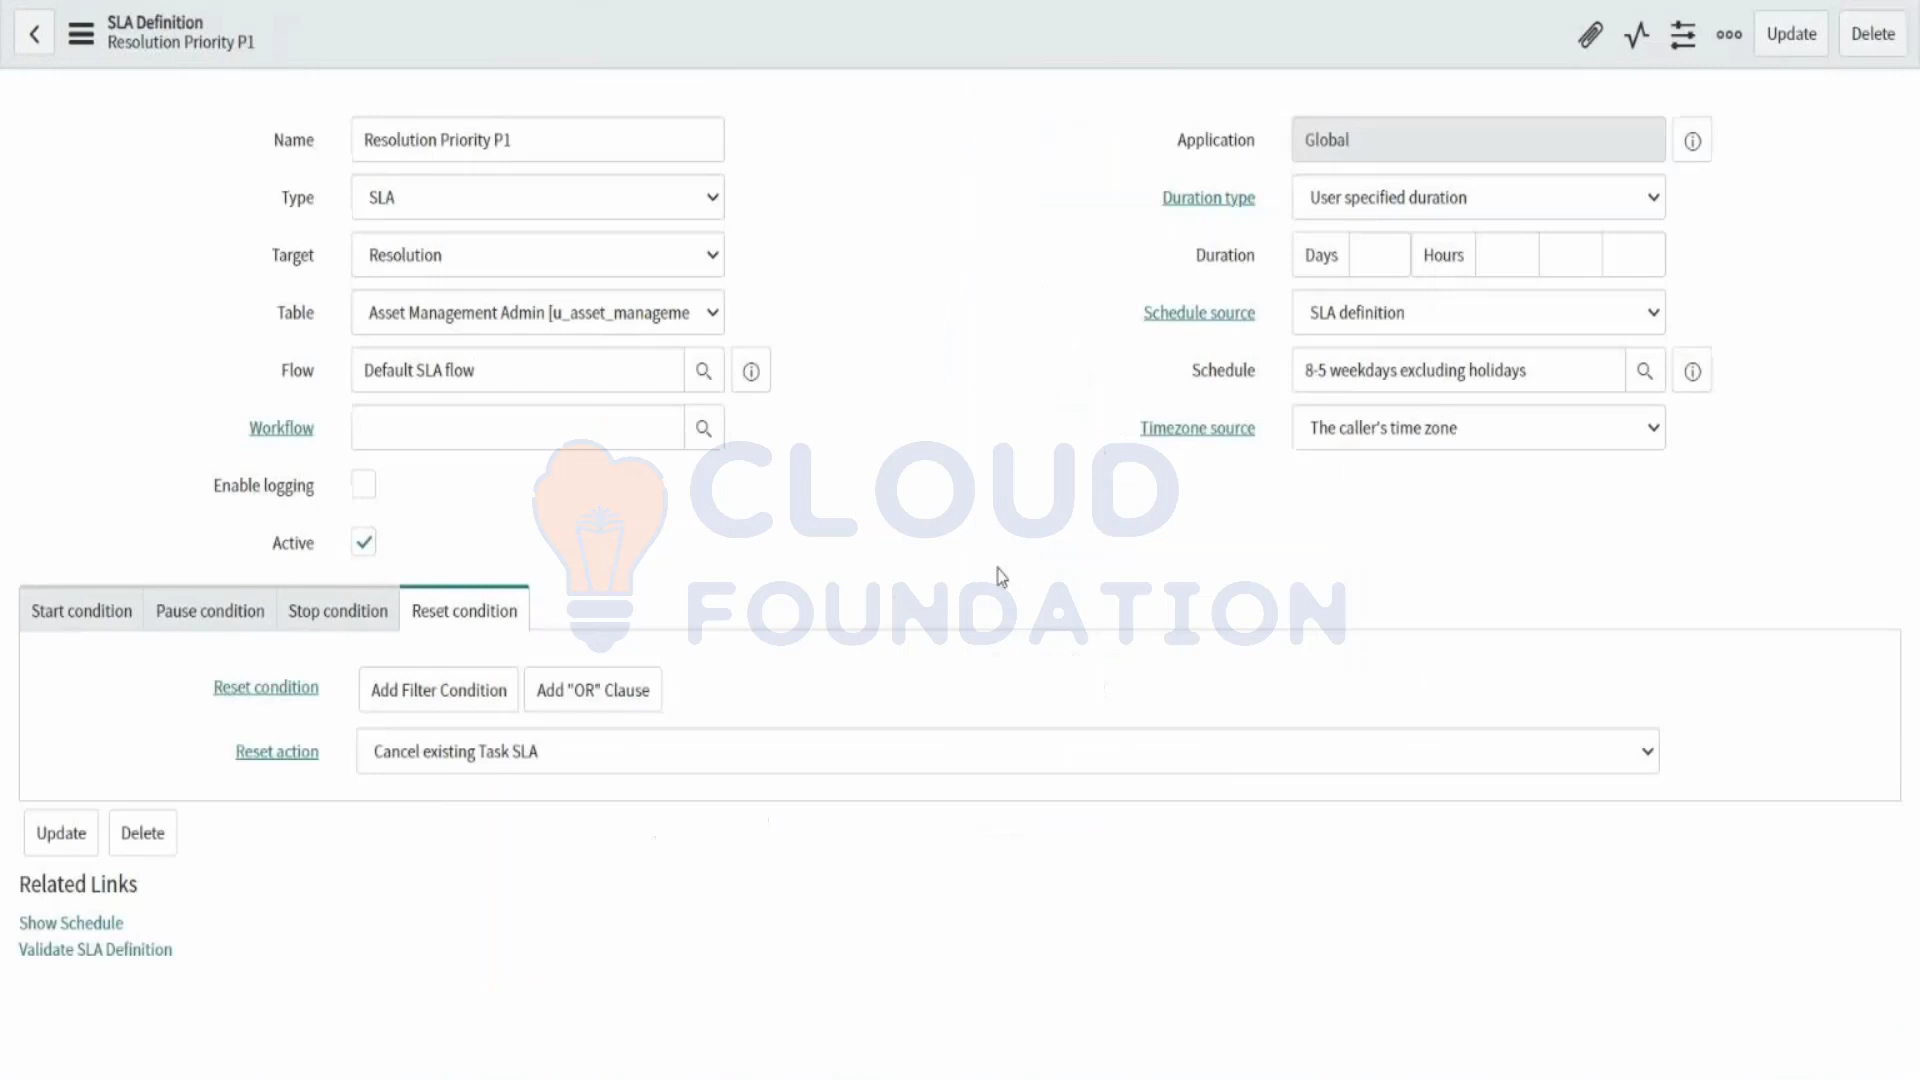 SLA Definition
Resolution Priority P1
Update
Delete
Name
Resolution Priority P1
Application
Global
Type
SLA
Duration type
User specified duration
Target
Resolution
Duration
Days
Hours
Table
Asset Management Admin [u_asset_manageme
Schedule source
SLA definition
Flow
Default SLA flow
Schedule
8-5 weekdays excluding holidays
Workflow
Timezone source
The caller's time zone
Enable logging
Active
CLOUD
FOUNDATION
Start condition
Pause condition
Stop condition
Reset condition
Reset condition
Add Filter Condition
Add "OR" Clause
Reset action
Cancel existing Task SLA
Update
Delete
Related Links
Show Schedule
Validate SLA Definition